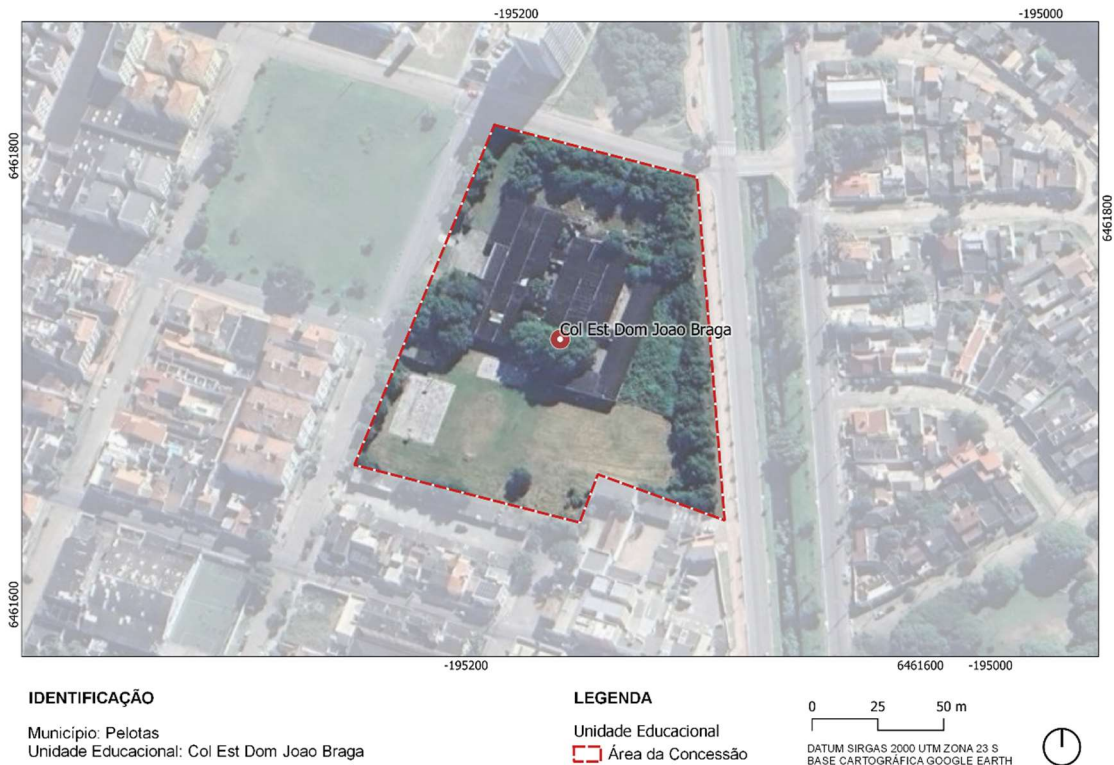 -195200
-195000
6461800
6461800
Col Est Dom Joao Braga
6461600
-195200
6461600
-195000
IDENTIFICAÇÃO
Município: Pelotas
Unidade Educacional: Col Est Dom Joao Braga
LEGENDA
Unidade Educacional
Área da Concessão
0 25 50 m
DATUM SIRGAS 2000 UTM ZONA 23 S
BASE CARTOGRÁFICA GOOGLE EARTH